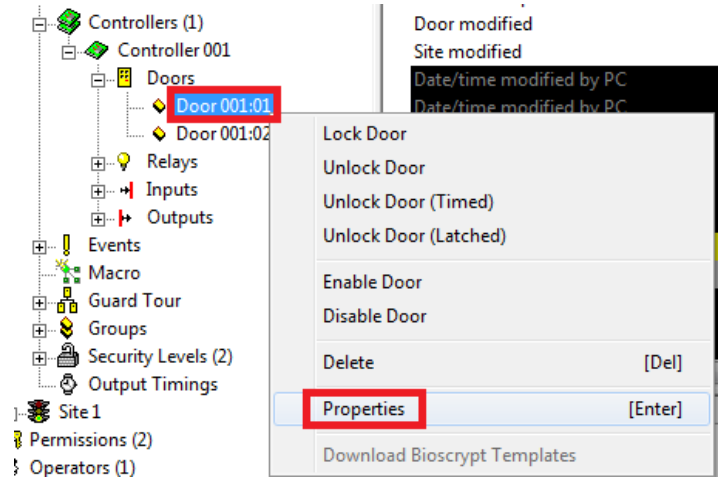 Controllers (1)
Controller 001
Doors
Door 001:01
Door 001:02
Relays
Inputs
Outputs
Events
Macro
Guard Tour
Groups
Security Levels (2)
Output Timings
Site 1
Permissions (2)
Operators (1)
Door modified
Site modified
Date/time modified by PC
Date/time modified by PC
Lock Door
Unlock Door
Unlock Door (Timed)
Unlock Door (Latched)
Enable Door
Disable Door
Delete [Del]
Properties [Enter]
Download Bioscrypt Templates